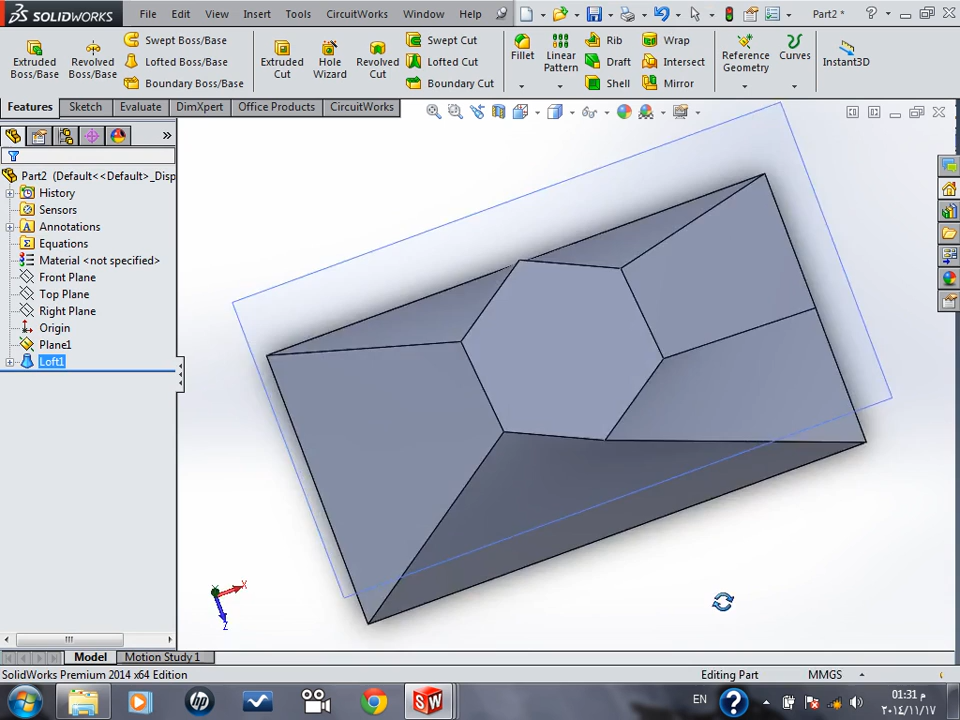 SOLIDWORKS File Edit View Insert Tools CircuitWorks Window Help Part2 *
Extruded Boss/Base
Revolved Boss/Base
Swept Boss/Base
Lofted Boss/Base
Boundary Boss/Base
Extruded Cut
Hole Wizard
Revolved Cut
Swept Cut
Lofted Cut
Boundary Cut
Fillet
Linear Pattern
Rib
Draft
Shell
Wrap
Intersect
Mirror
Reference Geometry
Curves
Instant3D
Features Sketch Evaluate DimXpert Office Products CircuitWorks
Part2 (Default<<Default>_Disp
History
Sensors
Annotations
Equations
Material <not specified>
Front Plane
Top Plane
Right Plane
Origin
Plane1
Loft1
X
Z
Model Motion Study 1
SolidWorks Premium 2014 x64 Edition Editing Part MMGS
EN
01:31 م
٢٠١٤/١١/١٧